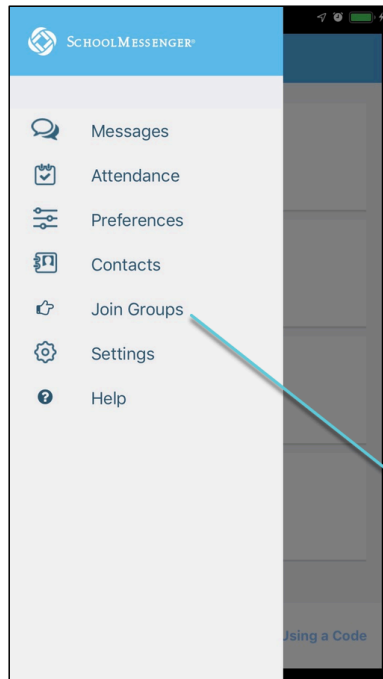 SCHOOLMESSENGER®
Messages
Attendance
Preferences
Contacts
Join Groups
Settings
Help
Using a Code